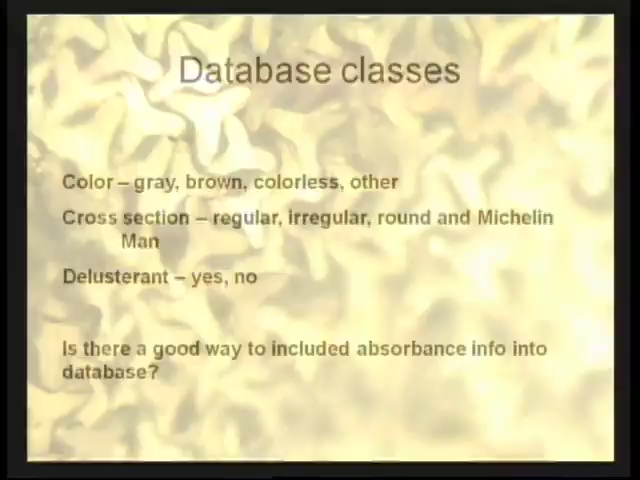 Database classes
Color – gray, brown, colorless, other
Cross section – regular, irregular, round and Michelin
Man
Delusterant – yes, no
Is there a good way to included absorbance info into
database?